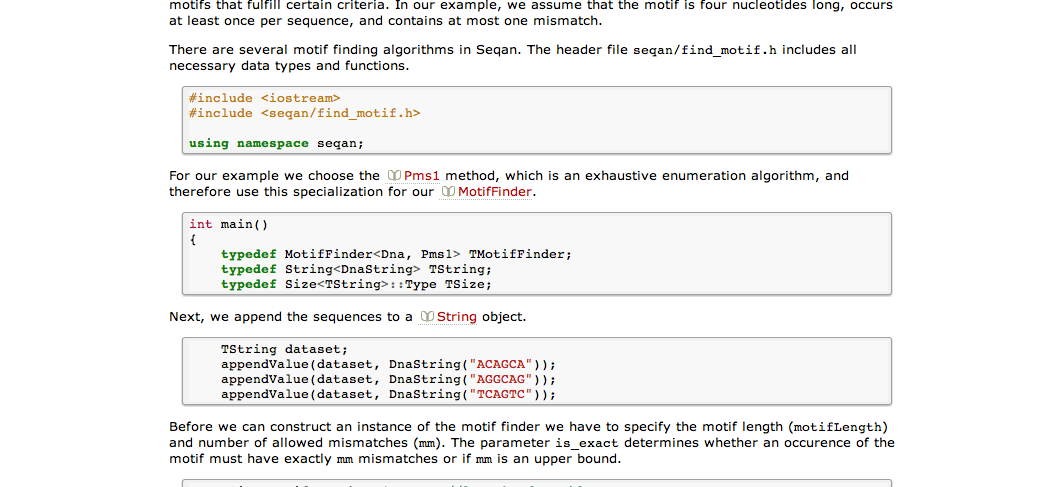 motifs that fulfill certain criteria. In our example, we assume that the motif is four nucleotides long, occurs
at least once per sequence, and contains at most one mismatch.
There are several motif finding algorithms in Seqan. The header file seqan/find_motif.h includes all
necessary data types and functions.
#include <iostream>
#include <seqan/find_motif.h>
using namespace seqan;
For our example we choose the Pms1 method, which is an exhaustive enumeration algorithm, and
therefore use this specialization for our MotifFinder.
int main()
{
    typedef MotifFinder<Dna, Pms1> TMotifFinder;
    typedef String<DnaString> TString;
    typedef Size<TString>::Type TSize;
Next, we append the sequences to a String object.
    TString dataset;
    appendValue(dataset, DnaString("ACAGCA"));
    appendValue(dataset, DnaString("AGGCAG"));
    appendValue(dataset, DnaString("TCAGTC"));
Before we can construct an instance of the motif finder we have to specify the motif length (motifLength)
and number of allowed mismatches (mm). The parameter is_exact determines whether an occurence of the
motif must have exactly mm mismatches or if mm is an upper bound.